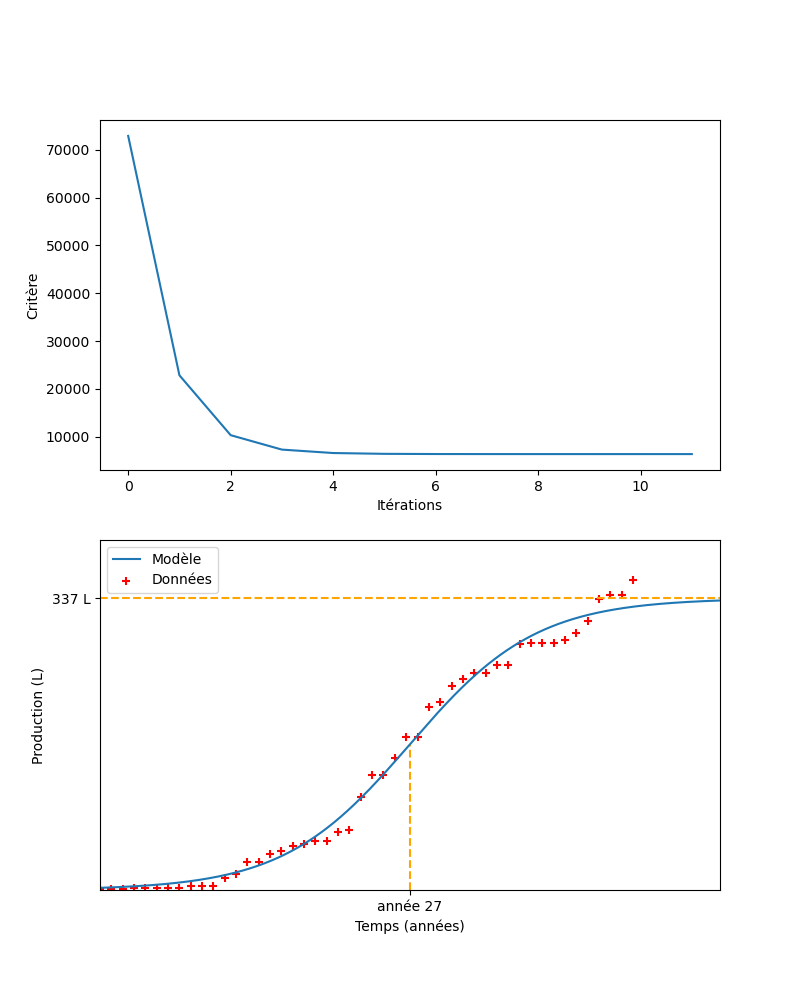 70000
60000
50000
40000
30000
20000
10000
Critère
0 2 4 6 8 10
Itérations
Modèle
Données
337 L
Production (L)
année 27
Temps (années)